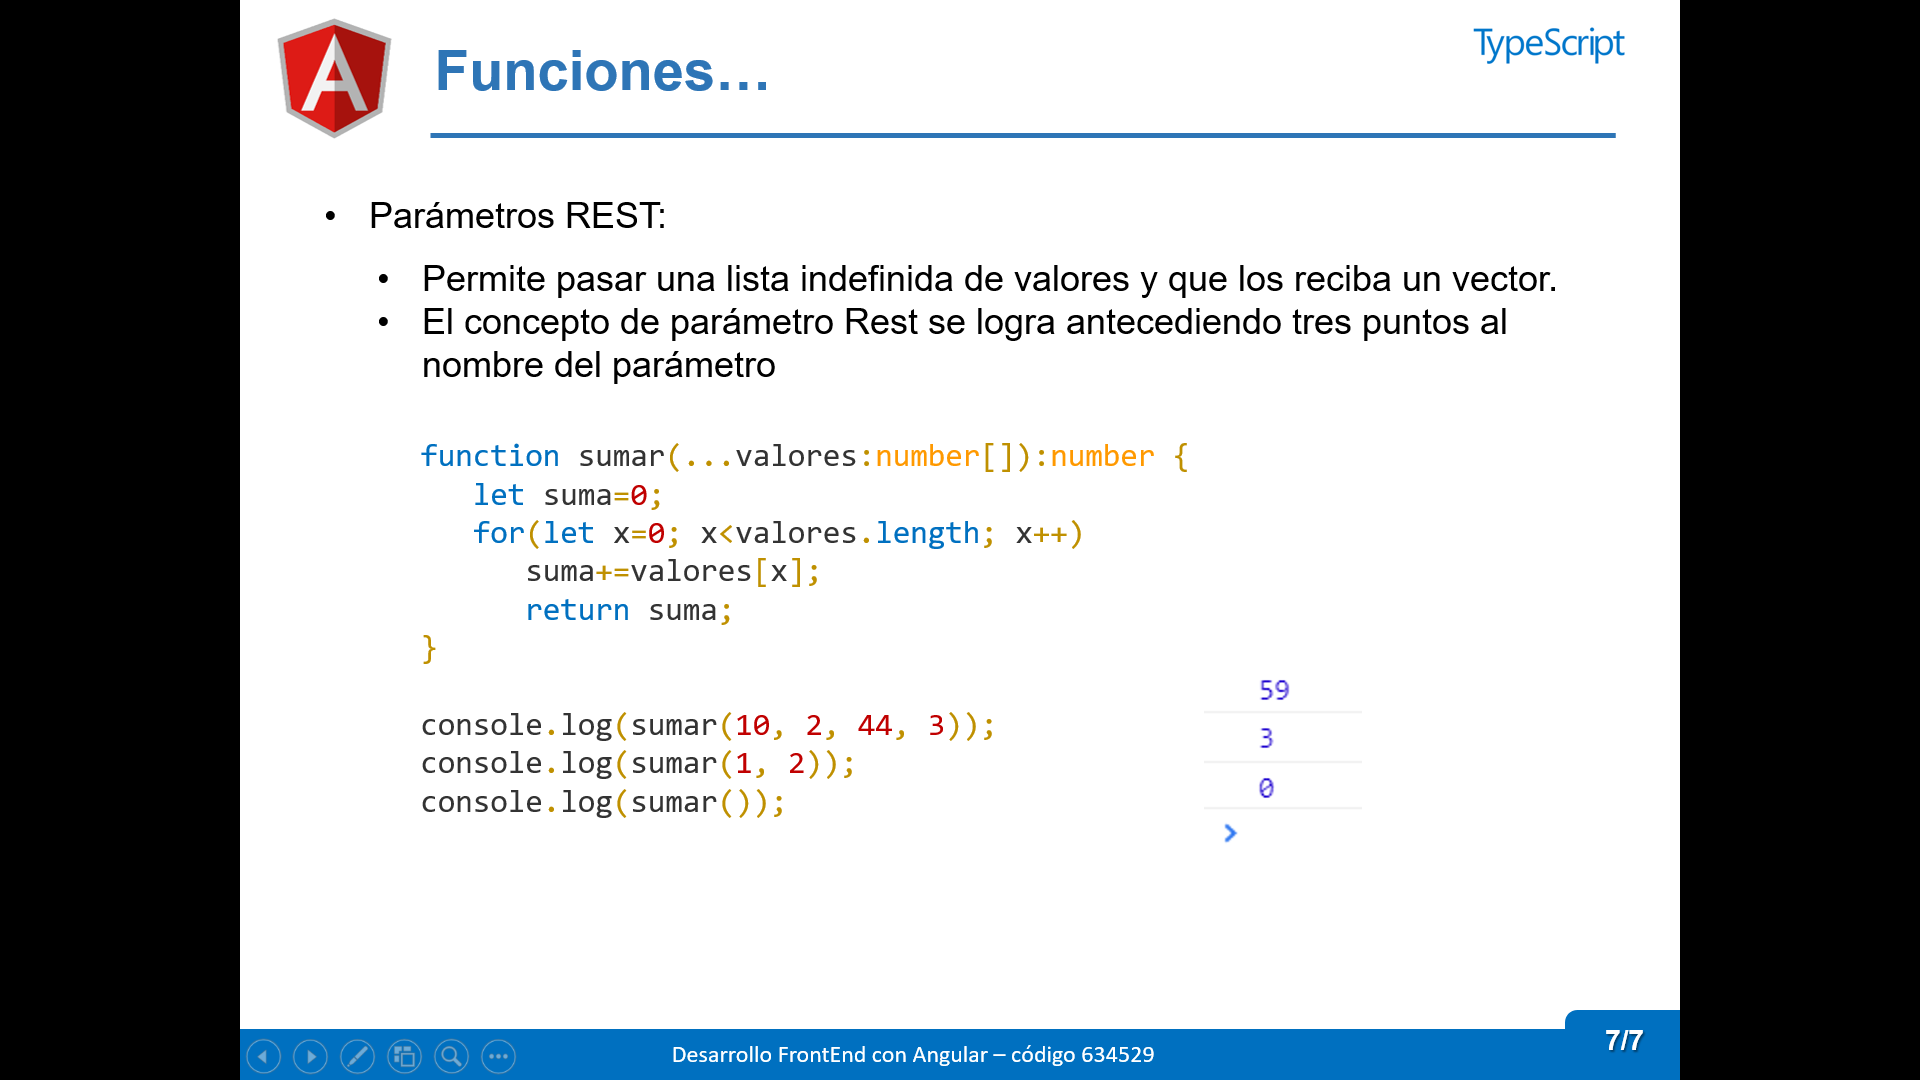 TypeScript
Funciones...
• Parámetros REST:
• Permite pasar una lista indefinida de valores y que los reciba un vector.
• El concepto de parámetro Rest se logra antecediendo tres puntos al
nombre del parámetro
function sumar(...valores:number[]):number {
   let suma=0;
   for(let x=0; x<valores.length; x++)
      suma+=valores[x];
      return suma;
}
console.log(sumar(10, 2, 44, 3));
console.log(sumar(1, 2));
console.log(sumar());
59
3
0
Desarrollo FrontEnd con Angular – código 634529
7/7